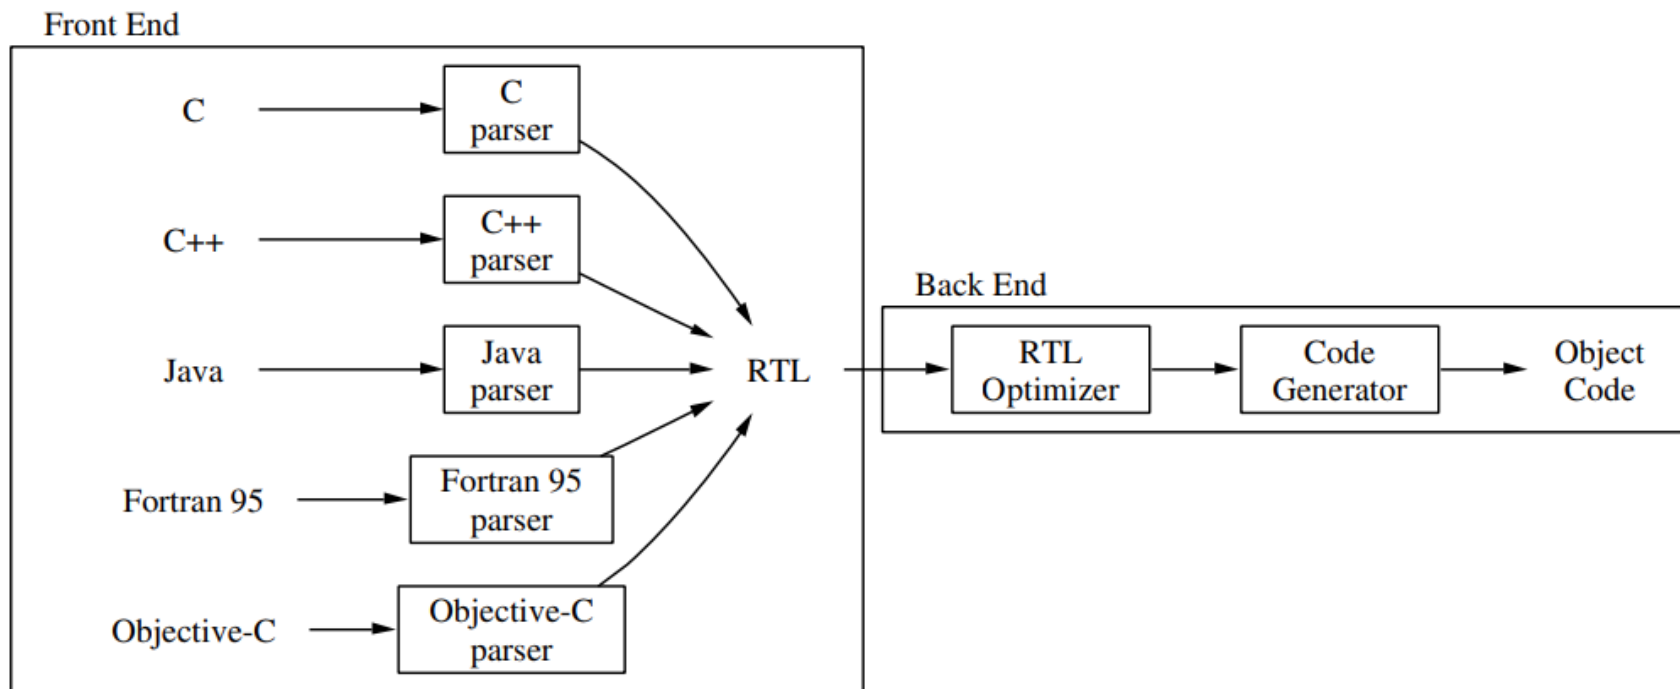 Front End
C
C
parser
C++
C++
parser
Java
Java
parser
Fortran 95
Fortran 95
parser
Objective-C
Objective-C
parser
RTL
Back End
RTL
Optimizer
Code
Generator
Object
Code